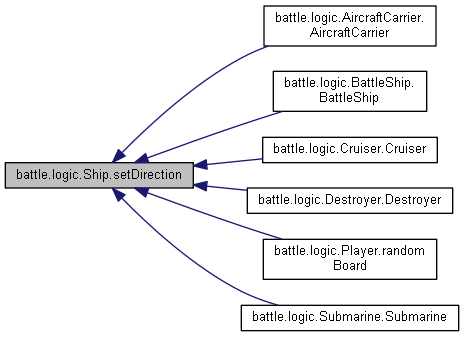 battle.logic.AircraftCarrier.
AircraftCarrier
battle.logic.BattleShip.
BattleShip
battle.logic.Cruiser.Cruiser
battle.logic.Ship.setDirection
battle.logic.Destroyer.Destroyer
battle.logic.Player.random
Board
battle.logic.Submarine.Submarine